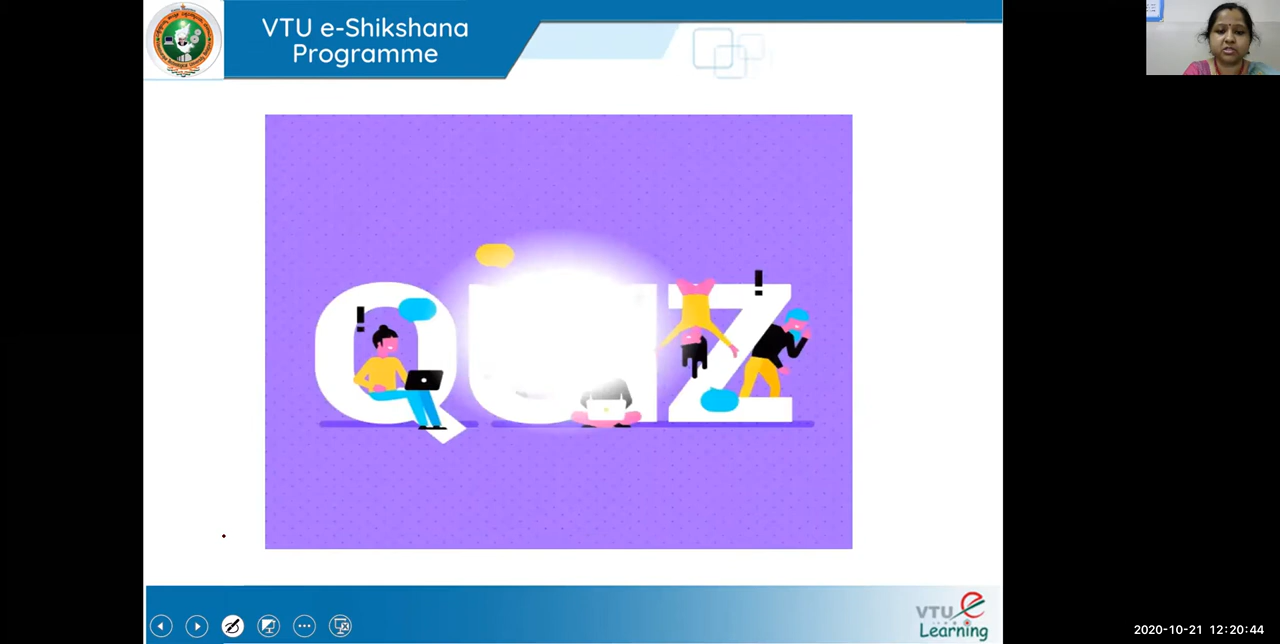 VTU e-Shikshana
Programme
QUIZ
! !
VTU e
Learning
2020-10-21 12:20:44